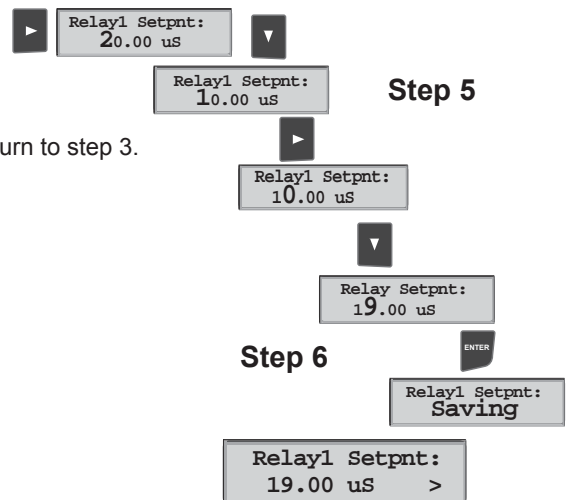 Relay1 Setpnt:
20.00 uS
Relay1 Setpnt:
10.00 uS
Step 5
urn to step 3.
Relay1 Setpnt:
10.00 uS
Relay Setpnt:
19.00 uS
Step 6
ENTER
Relay1 Setpnt:
Saving
Relay1 Setpnt:
19.00 uS >